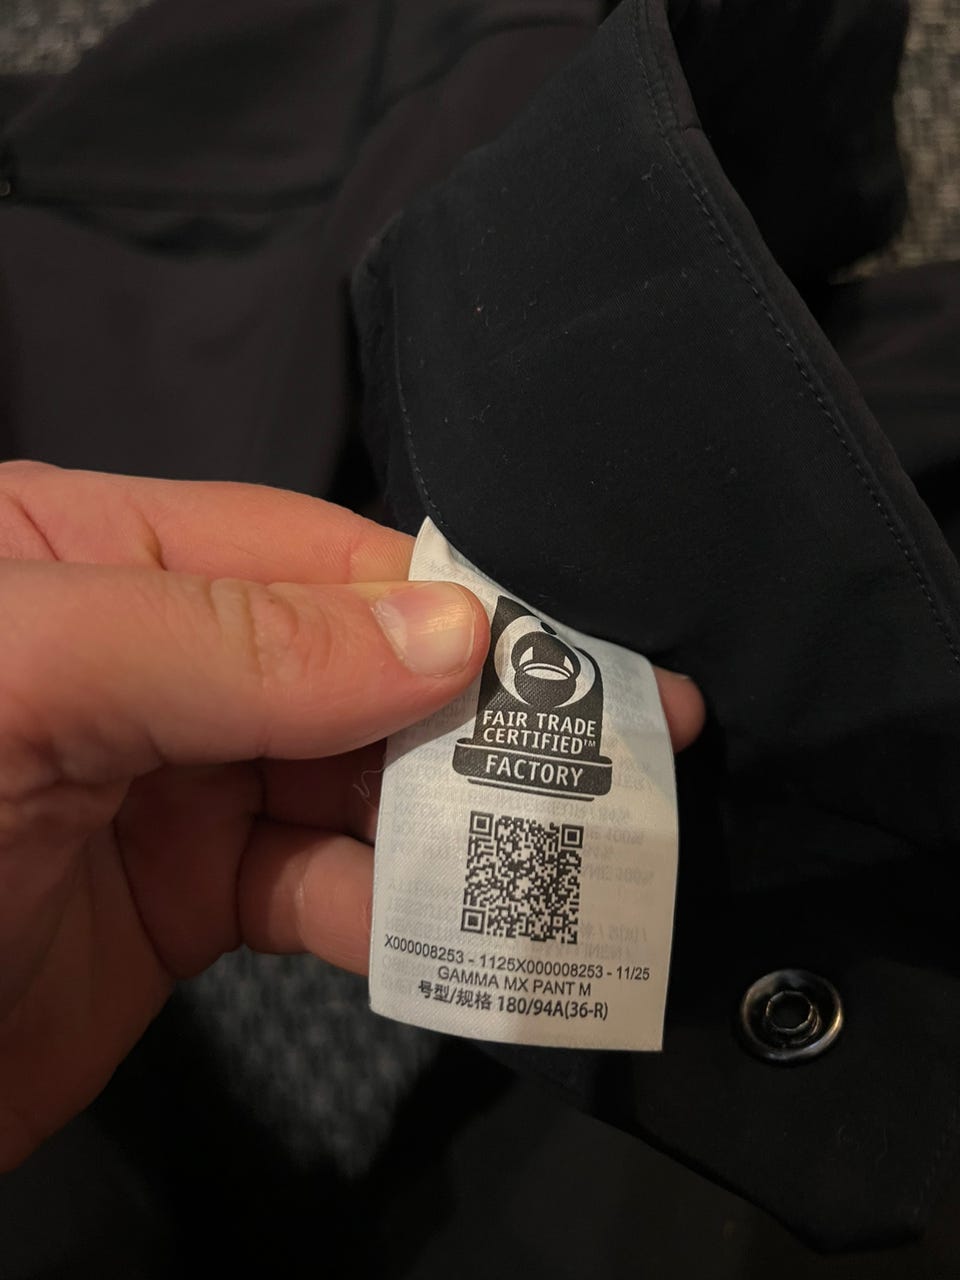 FAIR TRADE
CERTIFIED™
FACTORY
X000008253 - 1125X000008253 - 11/25
GAMMA MX PANT M
号型/规格 180/94A(36-R)